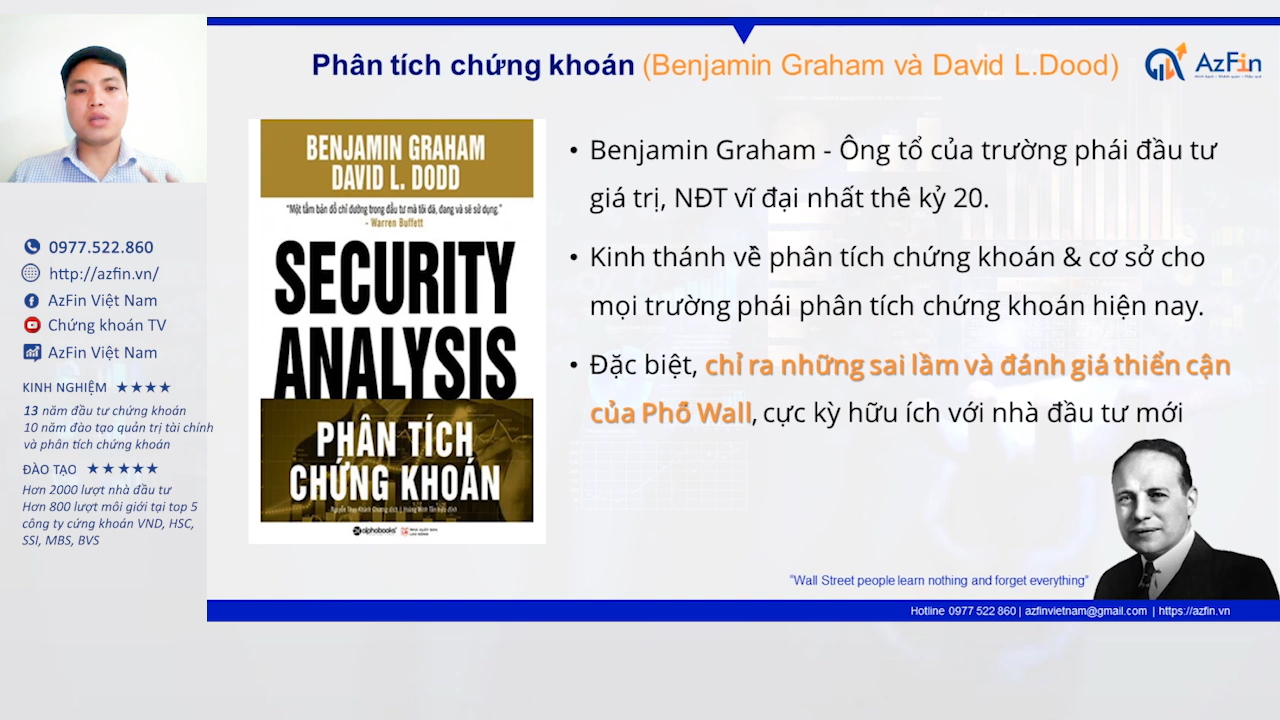 Phân tích chứng khoán (Benjamin Graham và David L.Dood)
AzFin
BENJAMIN GRAHAM
DAVID L. DODD
"Một tấm bản đồ chỉ đường trong đầu tư mà tôi đã, đang và sẽ sử dụng."
- Warren Buffett
SECURITY
ANALYSIS
PHÂN TÍCH
CHỨNG KHOÁN
alphabooks
• Benjamin Graham - Ông tổ của trường phái đầu tư
giá trị, NĐT vĩ đại nhất thế kỷ 20.
• Kinh thánh về phân tích chứng khoán & cơ sở cho
mọi trường phái phân tích chứng khoán hiện nay.
• Đặc biệt, chỉ ra những sai lầm và đánh giá thiển cận
của Phố Wall, cực kỳ hữu ích với nhà đầu tư mới
"Wall Street people learn nothing and forget everything"
Hotline 0977 522 860 | azfinvietnam@gmail.com | https://azfin.vn
0977.522.860
http://azfin.vn/
AzFin Việt Nam
Chứng khoán TV
AzFin Việt Nam
KINH NGHIỆM ★★★★
13 năm đầu tư chứng khoán
10 năm đào tạo quản trị tài chính
và phân tích chứng khoán
ĐÀO TẠO ★★★★★
Hơn 2000 lượt nhà đầu tư
Hơn 800 lượt môi giới tại top 5
công ty cứng khoán VND, HSC,
SSI, MBS, BVS